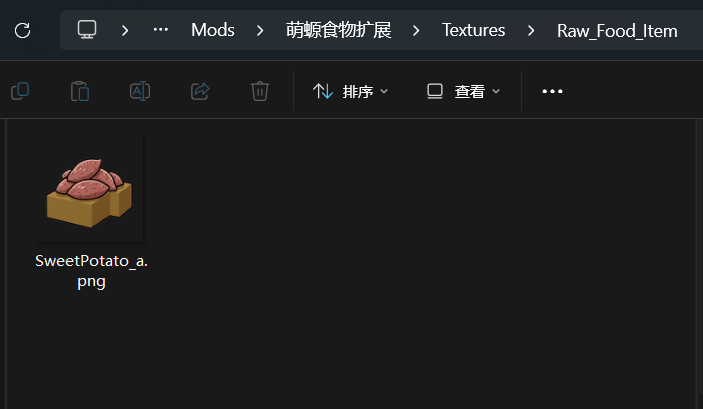 Mods > 萌螈食物扩展 > Textures > Raw_Food_Item
排序 查看
SweetPotato_a.
png